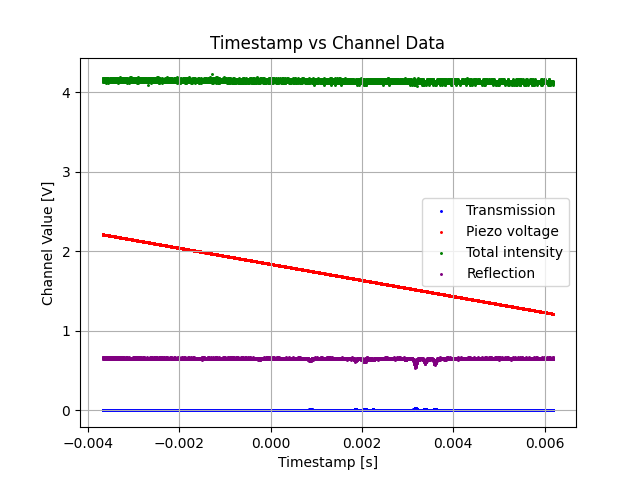 Timestamp vs Channel Data
Channel Value [V]
4
3
2
1
0
Transmission
Piezo voltage
Total intensity
Reflection
−0.004
−0.002
0.000
0.002
0.004
0.006
Timestamp [s]